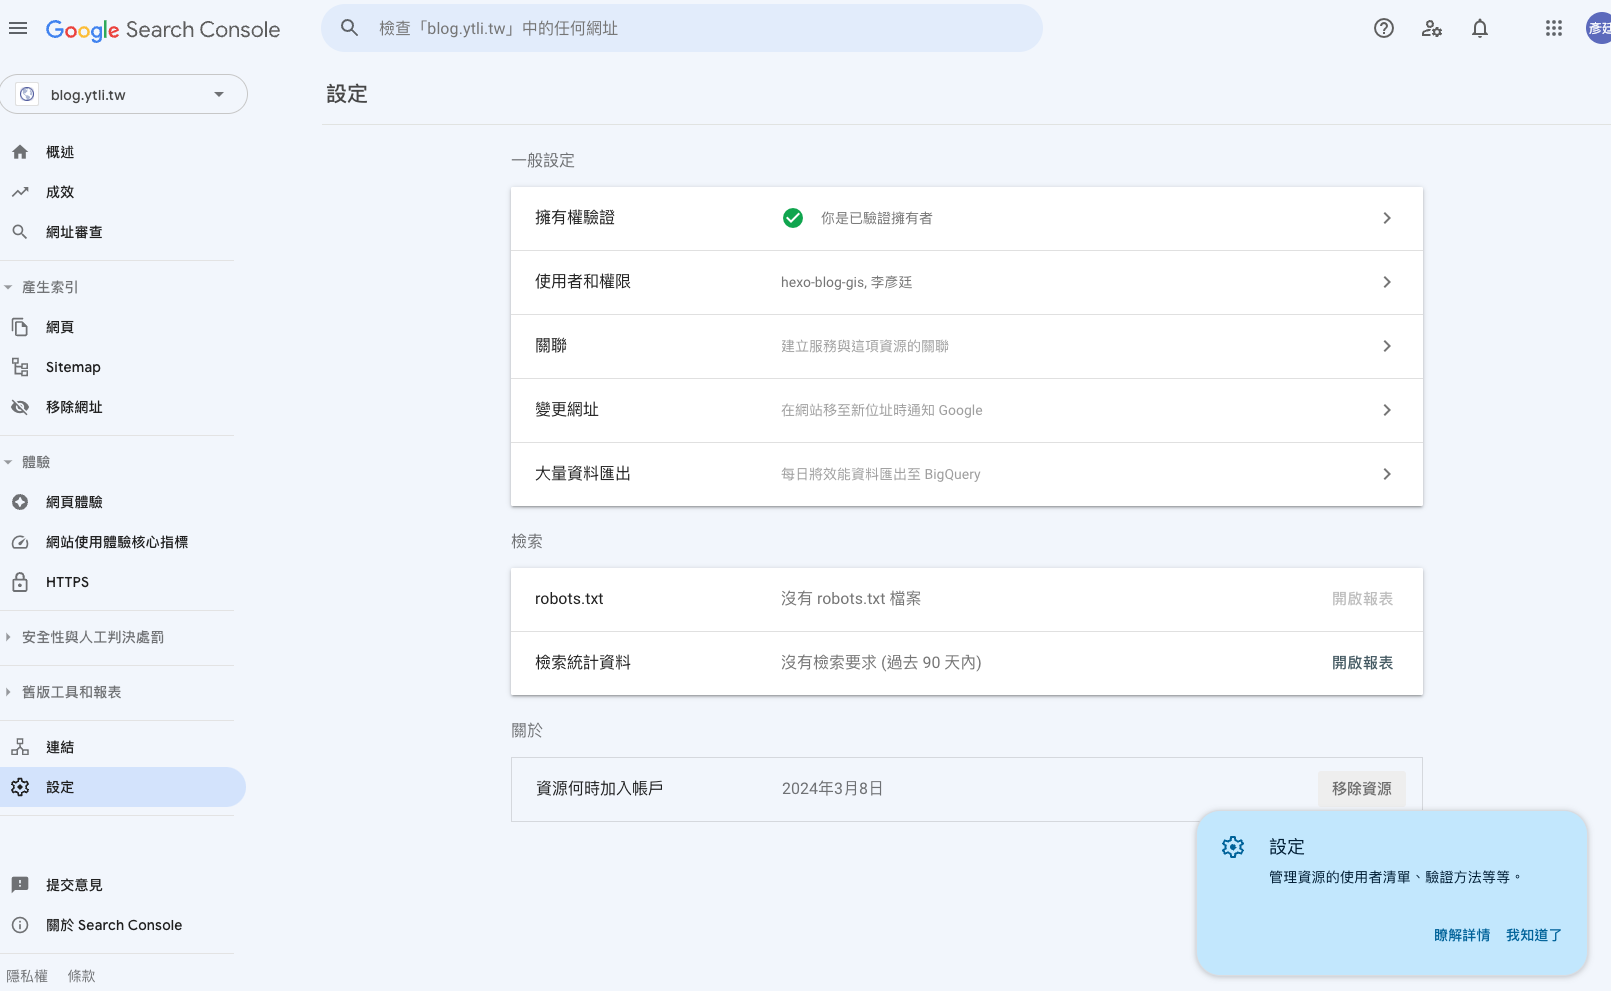 Google Search Console
檢查「blog.ytli.tw」中的任何網址
彥廷
blog.ytli.tw
設定
概述
成效
網址審查
產生索引
網頁
Sitemap
移除網址
體驗
網頁體驗
網站使用體驗核心指標
HTTPS
安全性與人工判決處罰
舊版工具和報表
連結
設定
提交意見
關於 Search Console
隱私權 條款
一般設定
擁有權驗證 你是已驗證擁有者
使用者和權限 hexo-blog-gis, 李彥廷
關聯 建立服務與這項資源的關聯
變更網址 在網站移至新位址時通知 Google
大量資料匯出 每日將效能資料匯出至 BigQuery
檢索
robots.txt 沒有 robots.txt 檔案 開啟報表
檢索統計資料 沒有檢索要求 (過去 90 天內) 開啟報表
關於
資源何時加入帳戶 2024年3月8日 移除資源
設定
管理資源的使用者清單、驗證方法等等。
瞭解詳情 我知道了